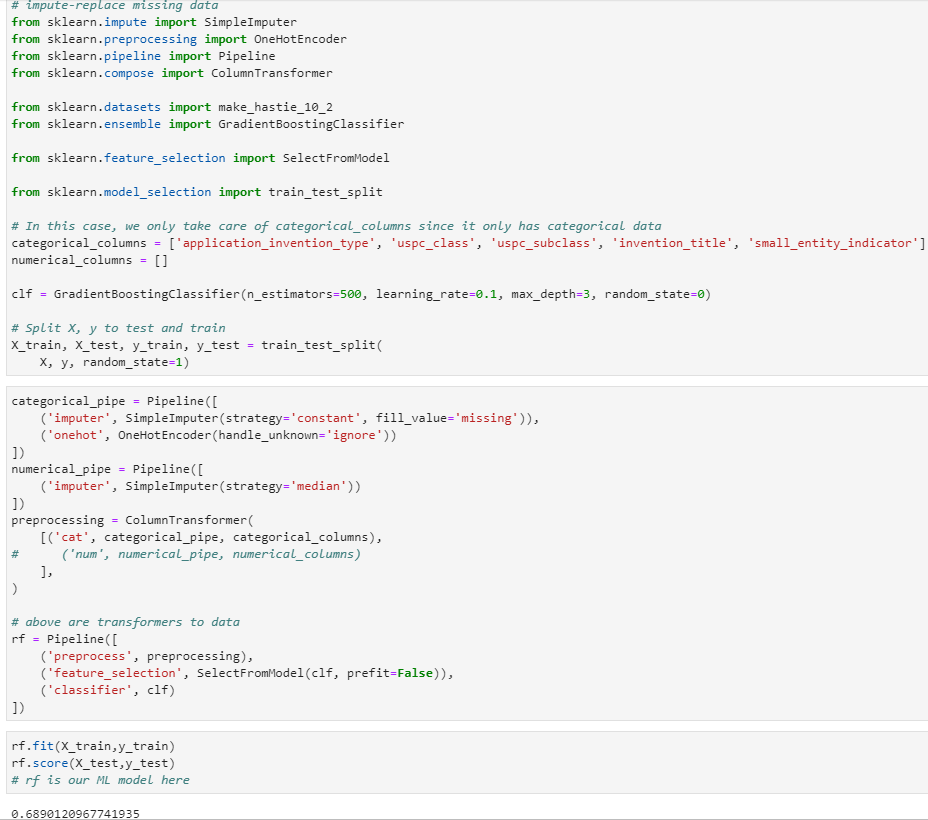 # impute-replace missing data
from sklearn.impute import SimpleImputer
from sklearn.preprocessing import OneHotEncoder
from sklearn.pipeline import Pipeline
from sklearn.compose import ColumnTransformer
from sklearn.datasets import make_hastie_10_2
from sklearn.ensemble import GradientBoostingClassifier
from sklearn.feature_selection import SelectFromModel
from sklearn.model_selection import train_test_split
# In this case, we only take care of categorical_columns since it only has categorical data
categorical_columns = ['application_invention_type', 'uspc_class', 'uspc_subclass', 'invention_title', 'small_entity_indicator']
numerical_columns = []
clf = GradientBoostingClassifier(n_estimators=500, learning_rate=0.1, max_depth=3, random_state=0)
# Split X, y to test and train
X_train, X_test, y_train, y_test = train_test_split(
    X, y, random_state=1)
categorical_pipe = Pipeline([
    ('imputer', SimpleImputer(strategy='constant', fill_value='missing')),
    ('onehot', OneHotEncoder(handle_unknown='ignore'))
])
numerical_pipe = Pipeline([
    ('imputer', SimpleImputer(strategy='median'))
])
preprocessing = ColumnTransformer(
    [('cat', categorical_pipe, categorical_columns),
#      ('num', numerical_pipe, numerical_columns)
    ],
)
# above are transformers to data
rf = Pipeline([
    ('preprocess', preprocessing),
    ('feature_selection', SelectFromModel(clf, prefit=False)),
    ('classifier', clf)
])
rf.fit(X_train,y_train)
rf.score(X_test,y_test)
# rf is our ML model here
0.6890120967741935